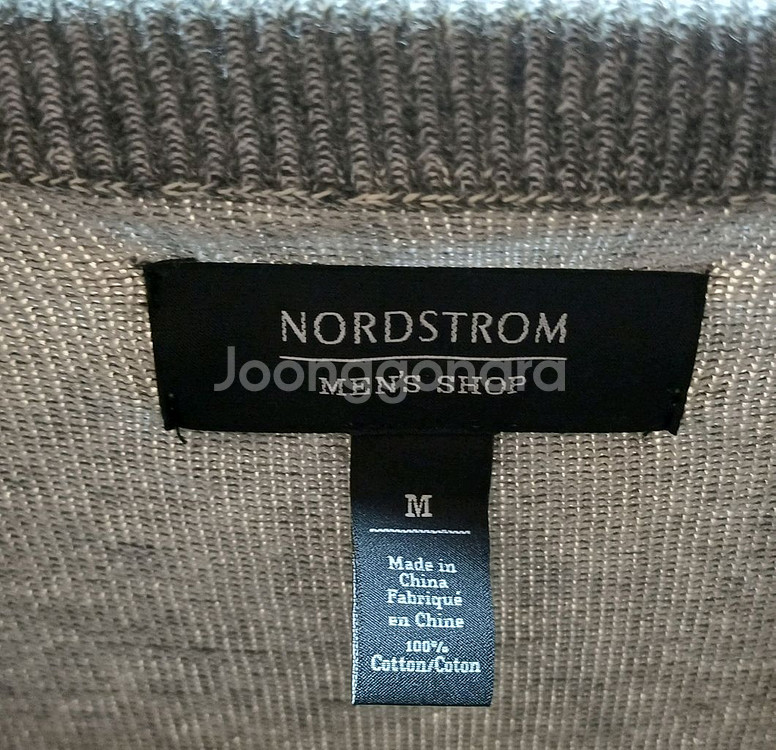 NORDSTROM
MEN'S SHOP
Joonggonara
M
Made in
China
Fabriqué
en Chine
100%
Cotton/Coton